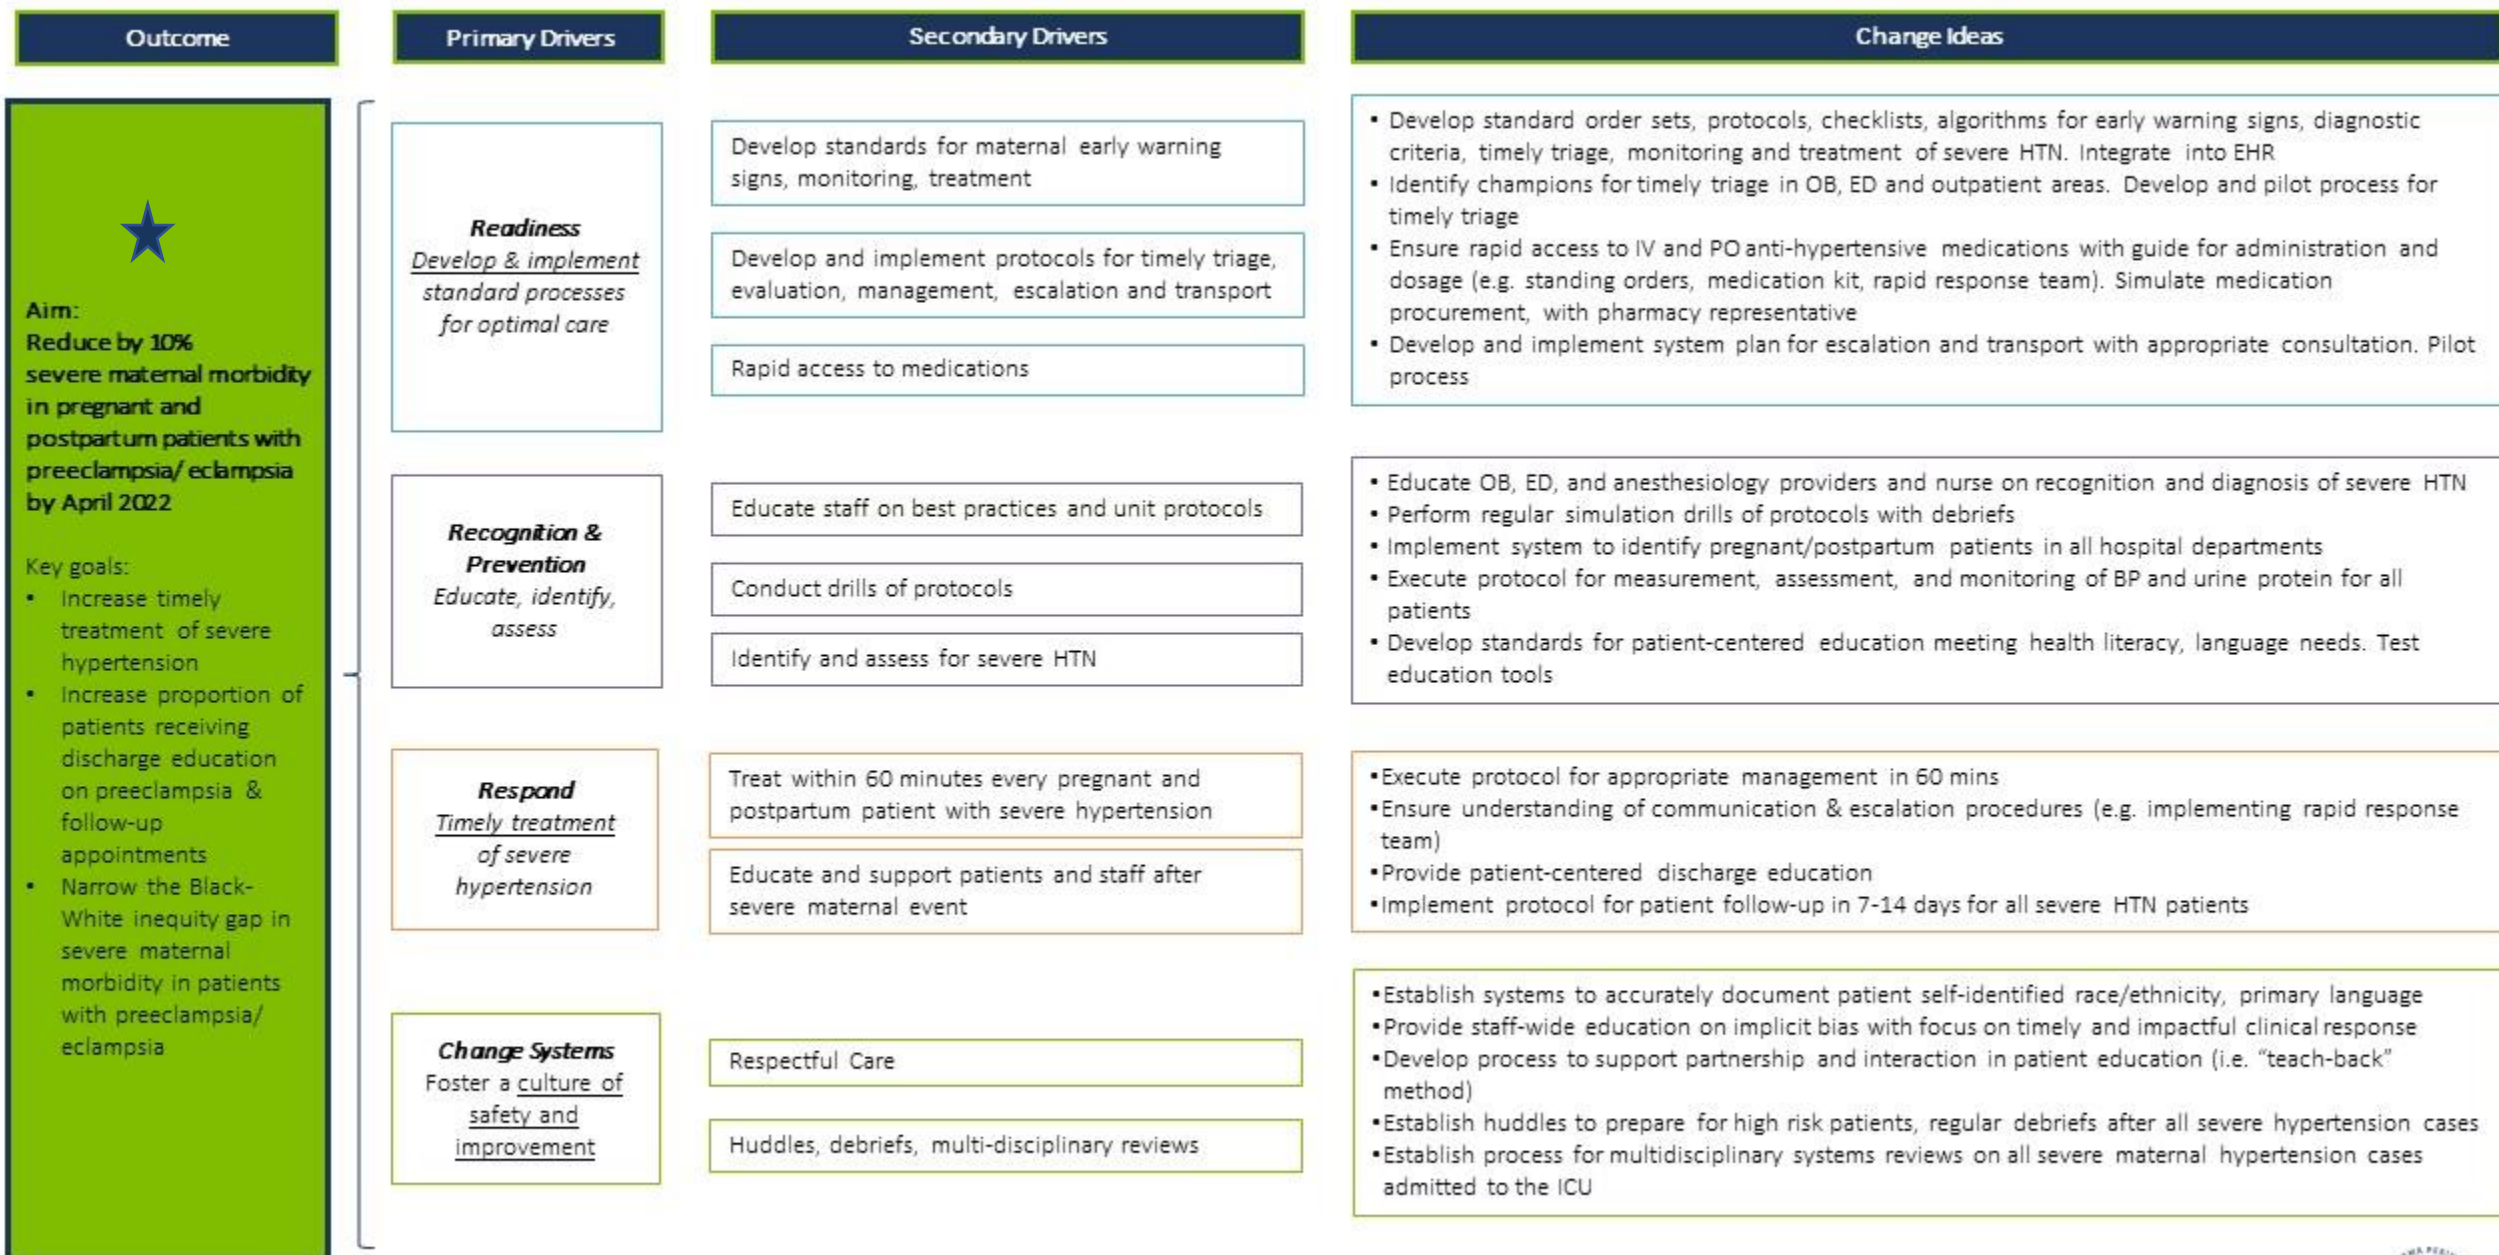 Outcome
Primary Drivers
Secondary Drivers
Change Ideas
Aim:
Reduce by 10%
severe maternal morbidity
in pregnant and
postpartum patients with
preeclampsia/ eclampsia
by April 2022
Key goals:
• Increase timely
treatment of severe
hypertension
• Increase proportion of
patients receiving
discharge education
on preeclampsia &
follow-up
appointments
• Narrow the Black-
White inequity gap in
severe maternal
morbidity in patients
with preeclampsia/
eclampsia
Readiness
Develop & implement
standard processes
for optimal care
Develop standards for maternal early warning
signs, monitoring, treatment
Develop and implement protocols for timely triage,
evaluation, management, escalation and transport
Rapid access to medications
▪ Develop standard order sets, protocols, checklists, algorithms for early warning signs, diagnostic
criteria, timely triage, monitoring and treatment of severe HTN. Integrate into EHR
▪ Identify champions for timely triage in OB, ED and outpatient areas. Develop and pilot process for
timely triage
▪ Ensure rapid access to IV and PO anti-hypertensive medications with guide for administration and
dosage (e.g. standing orders, medication kit, rapid response team). Simulate medication
procurement, with pharmacy representative
▪ Develop and implement system plan for escalation and transport with appropriate consultation. Pilot
process
Recognition &
Prevention
Educate, identify,
assess
Educate staff on best practices and unit protocols
Conduct drills of protocols
Identify and assess for severe HTN
▪ Educate OB, ED, and anesthesiology providers and nurse on recognition and diagnosis of severe HTN
▪ Perform regular simulation drills of protocols with debriefs
▪ Implement system to identify pregnant/postpartum patients in all hospital departments
▪ Execute protocol for measurement, assessment, and monitoring of BP and urine protein for all
patients
▪ Develop standards for patient-centered education meeting health literacy, language needs. Test
education tools
Respond
Timely treatment
of severe
hypertension
Treat within 60 minutes every pregnant and
postpartum patient with severe hypertension
Educate and support patients and staff after
severe maternal event
▪Execute protocol for appropriate management in 60 mins
▪Ensure understanding of communication & escalation procedures (e.g. implementing rapid response
team)
▪Provide patient-centered discharge education
▪Implement protocol for patient follow-up in 7-14 days for all severe HTN patients
Change Systems
Foster a culture of
safety and
improvement
Respectful Care
Huddles, debriefs, multi-disciplinary reviews
▪Establish systems to accurately document patient self-identified race/ethnicity, primary language
▪Provide staff-wide education on implicit bias with focus on timely and impactful clinical response
▪Develop process to support partnership and interaction in patient education (i.e. “teach-back”
method)
▪Establish huddles to prepare for high risk patients, regular debriefs after all severe hypertension cases
▪Establish process for multidisciplinary systems reviews on all severe maternal hypertension cases
admitted to the ICU